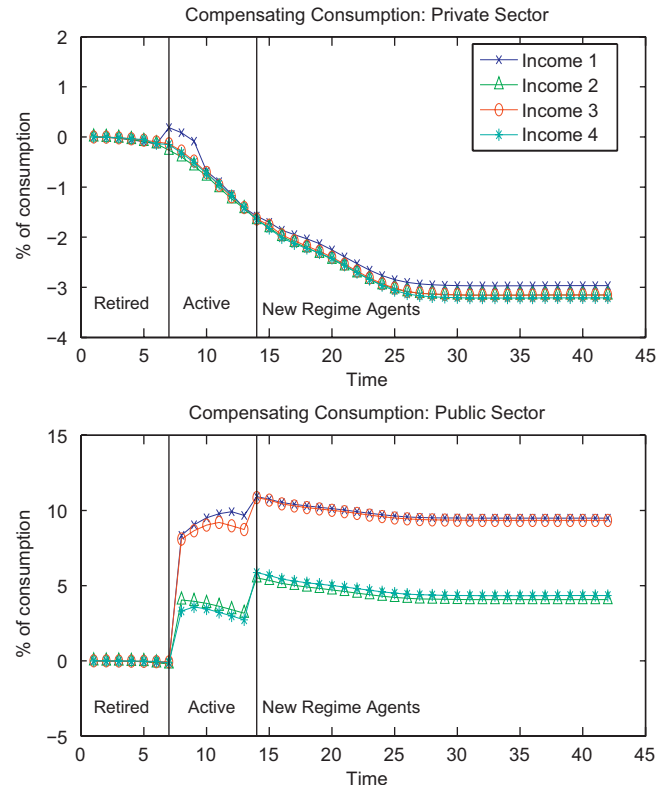 Compensating Consumption: Private Sector
2
1
0
−1
−2
−3
−4
% of consumption
Income 1
Income 2
Income 3
Income 4
Retired
Active
New Regime Agents
0 5 10 15 20 25 30 35 40 45
Time
Compensating Consumption: Public Sector
15
10
5
0
−5
% of consumption
Retired
Active
New Regime Agents
0 5 10 15 20 25 30 35 40 45
Time